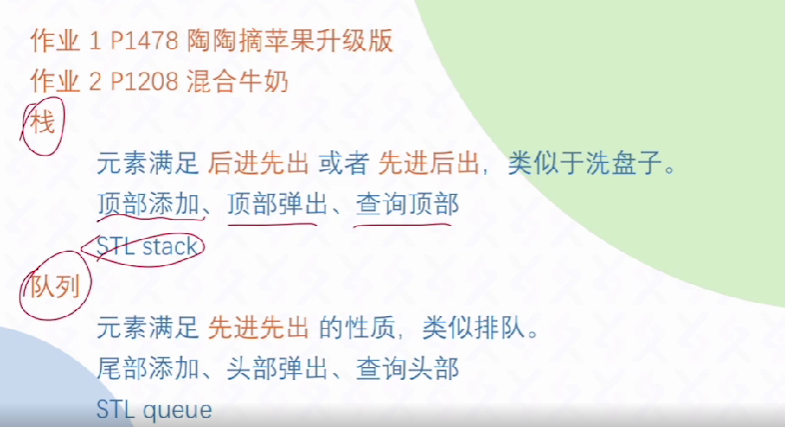 作业 1 P1478 陶陶摘苹果升级版
作业 2 P1208 混合牛奶
栈
元素满足 后进先出 或者 先进后出，类似于洗盘子。
顶部添加、顶部弹出、查询顶部
STL stack
队列
元素满足 先进先出 的性质，类似排队。
尾部添加、头部弹出、查询头部
STL queue